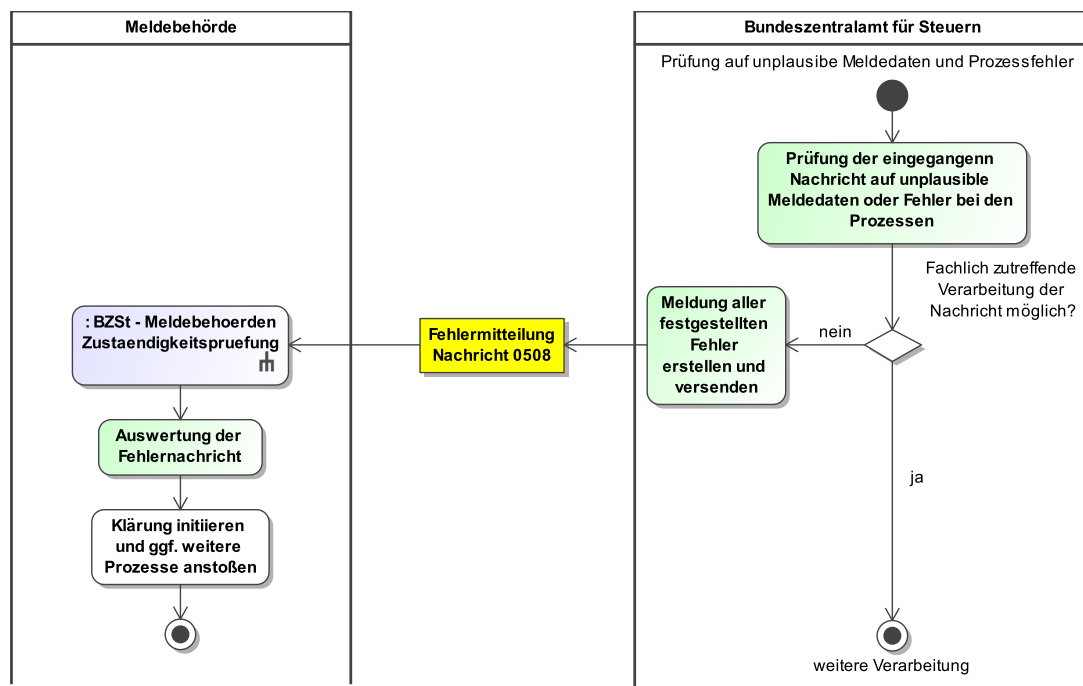 Meldebehörde
Bundeszentralamt für Steuern
Prüfung auf unplausibe Meldedaten und Prozessfehler
Prüfung der eingegangenn
Nachricht auf unplausible
Meldedaten oder Fehler bei den
Prozessen
Fachlich zutreffende
Verarbeitung der
Nachricht möglich?
nein
Meldung aller
festgestellten
Fehler
erstellen und
versenden
Fehlermitteilung
Nachricht 0508
: BZSt - Meldebehoerden
Zustaendigkeitspruefung
Auswertung der
Fehlernachricht
Klärung initiieren
und ggf. weitere
Prozesse anstoßen
ja
weitere Verarbeitung